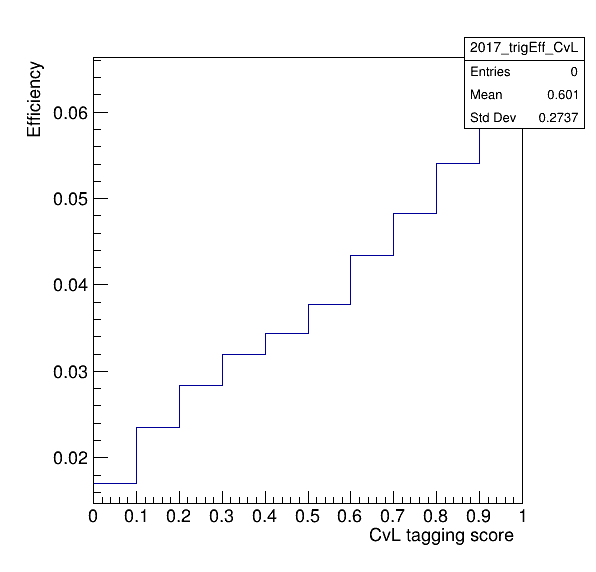 2017_trigEff_CvL
Entries 0
Mean 0.601
Std Dev 0.2737
Efficiency
0.06
0.05
0.04
0.03
0.02
0 0.1 0.2 0.3 0.4 0.5 0.6 0.7 0.8 0.9 1
CvL tagging score